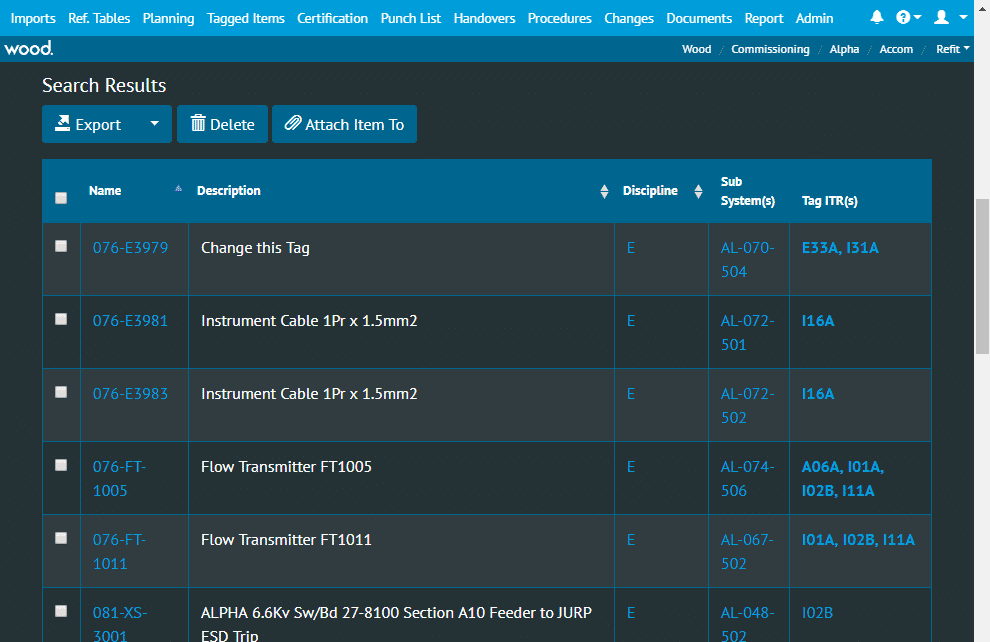 Imports Ref. Tables Planning Tagged Items Certification Punch List Handovers Procedures Changes Documents Report Admin ?
wood. Wood / Commissioning / Alpha / Accom / Refit
Search Results
Export Delete Attach Item To
Name Description Discipline Sub System(s) Tag ITR(s)
076-E3979 Change this Tag E AL-070-504 E33A, I31A
076-E3981 Instrument Cable 1Pr x 1.5mm2 E AL-072-501 I16A
076-E3983 Instrument Cable 1Pr x 1.5mm2 E AL-072-502 I16A
076-FT-1005 Flow Transmitter FT1005 E AL-074-506 A06A, I01A, I02B, I11A
076-FT-1011 Flow Transmitter FT1011 E AL-067-502 I01A, I02B, I11A
081-XS-3001 ALPHA 6.6Kv Sw/Bd 27-8100 Section A10 Feeder to JURP ESD Trip E AL-048-502 I02B